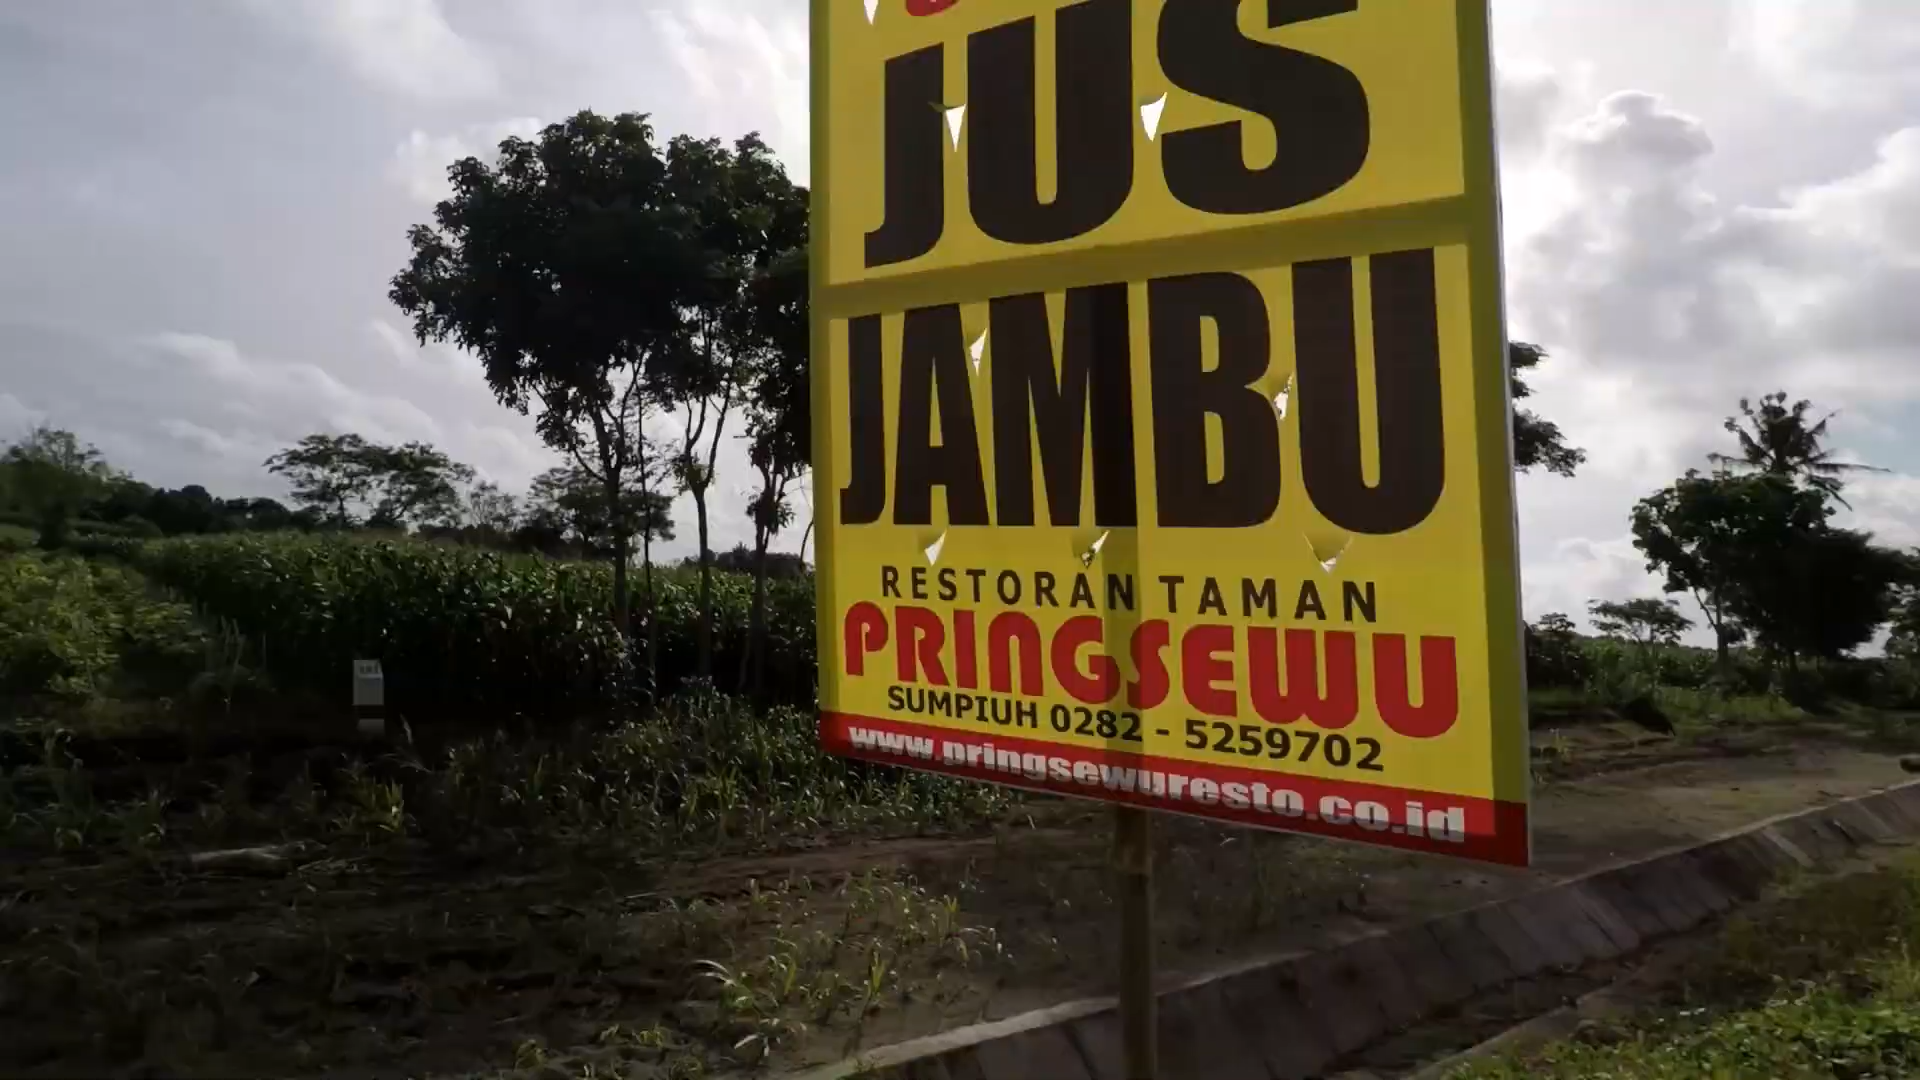 JUS
JAMBU
RESTORAN TAMAN
PRINGSEWU
SUMPIUH 0282 - 5259702
www.pringsewuresto.co.id